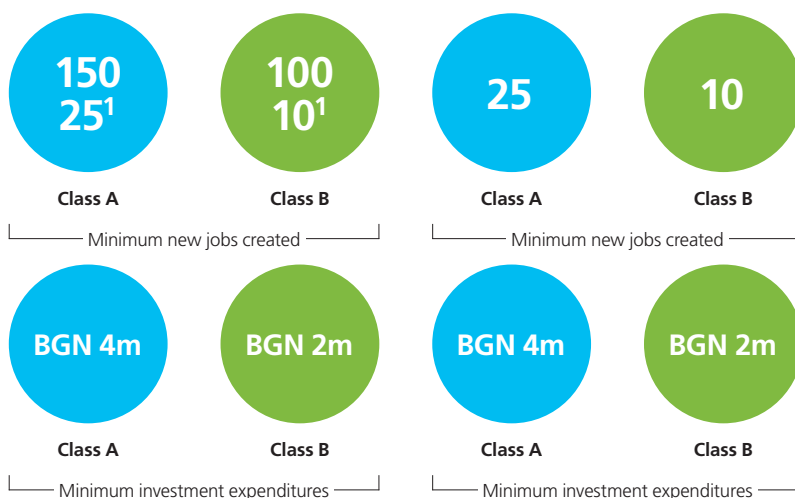 150
25¹
100
10¹
25
10
Class A
Class B
Class A
Class B
Minimum new jobs created
Minimum new jobs created
BGN 4m
BGN 2m
BGN 4m
BGN 2m
Class A
Class B
Class A
Class B
Minimum investment expenditures
Minimum investment expenditures